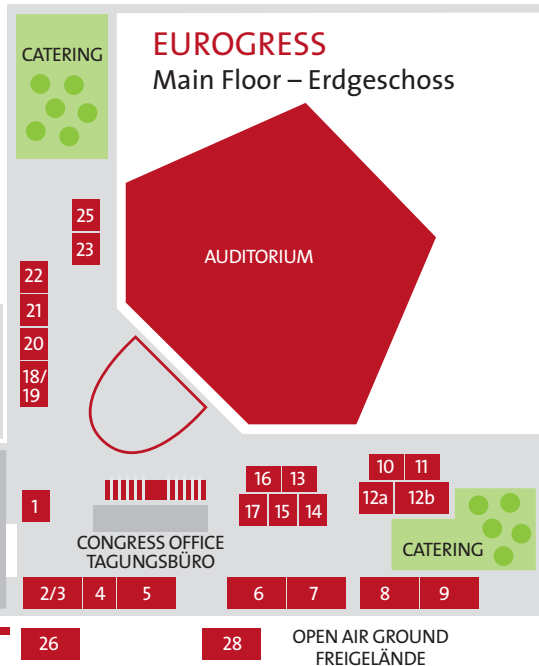 EUROGRESS
Main Floor – Erdgeschoss
CATERING
25
23
AUDITORIUM
22
21
20
18/
19
10 11
16 13
12a 12b
1
17 15 14
CONGRESS OFFICE
TAGUNGSBÜRO
CATERING
2/3 4 5 6 7 8 9
26 28
OPEN AIR GROUND
FREIGELÄNDE